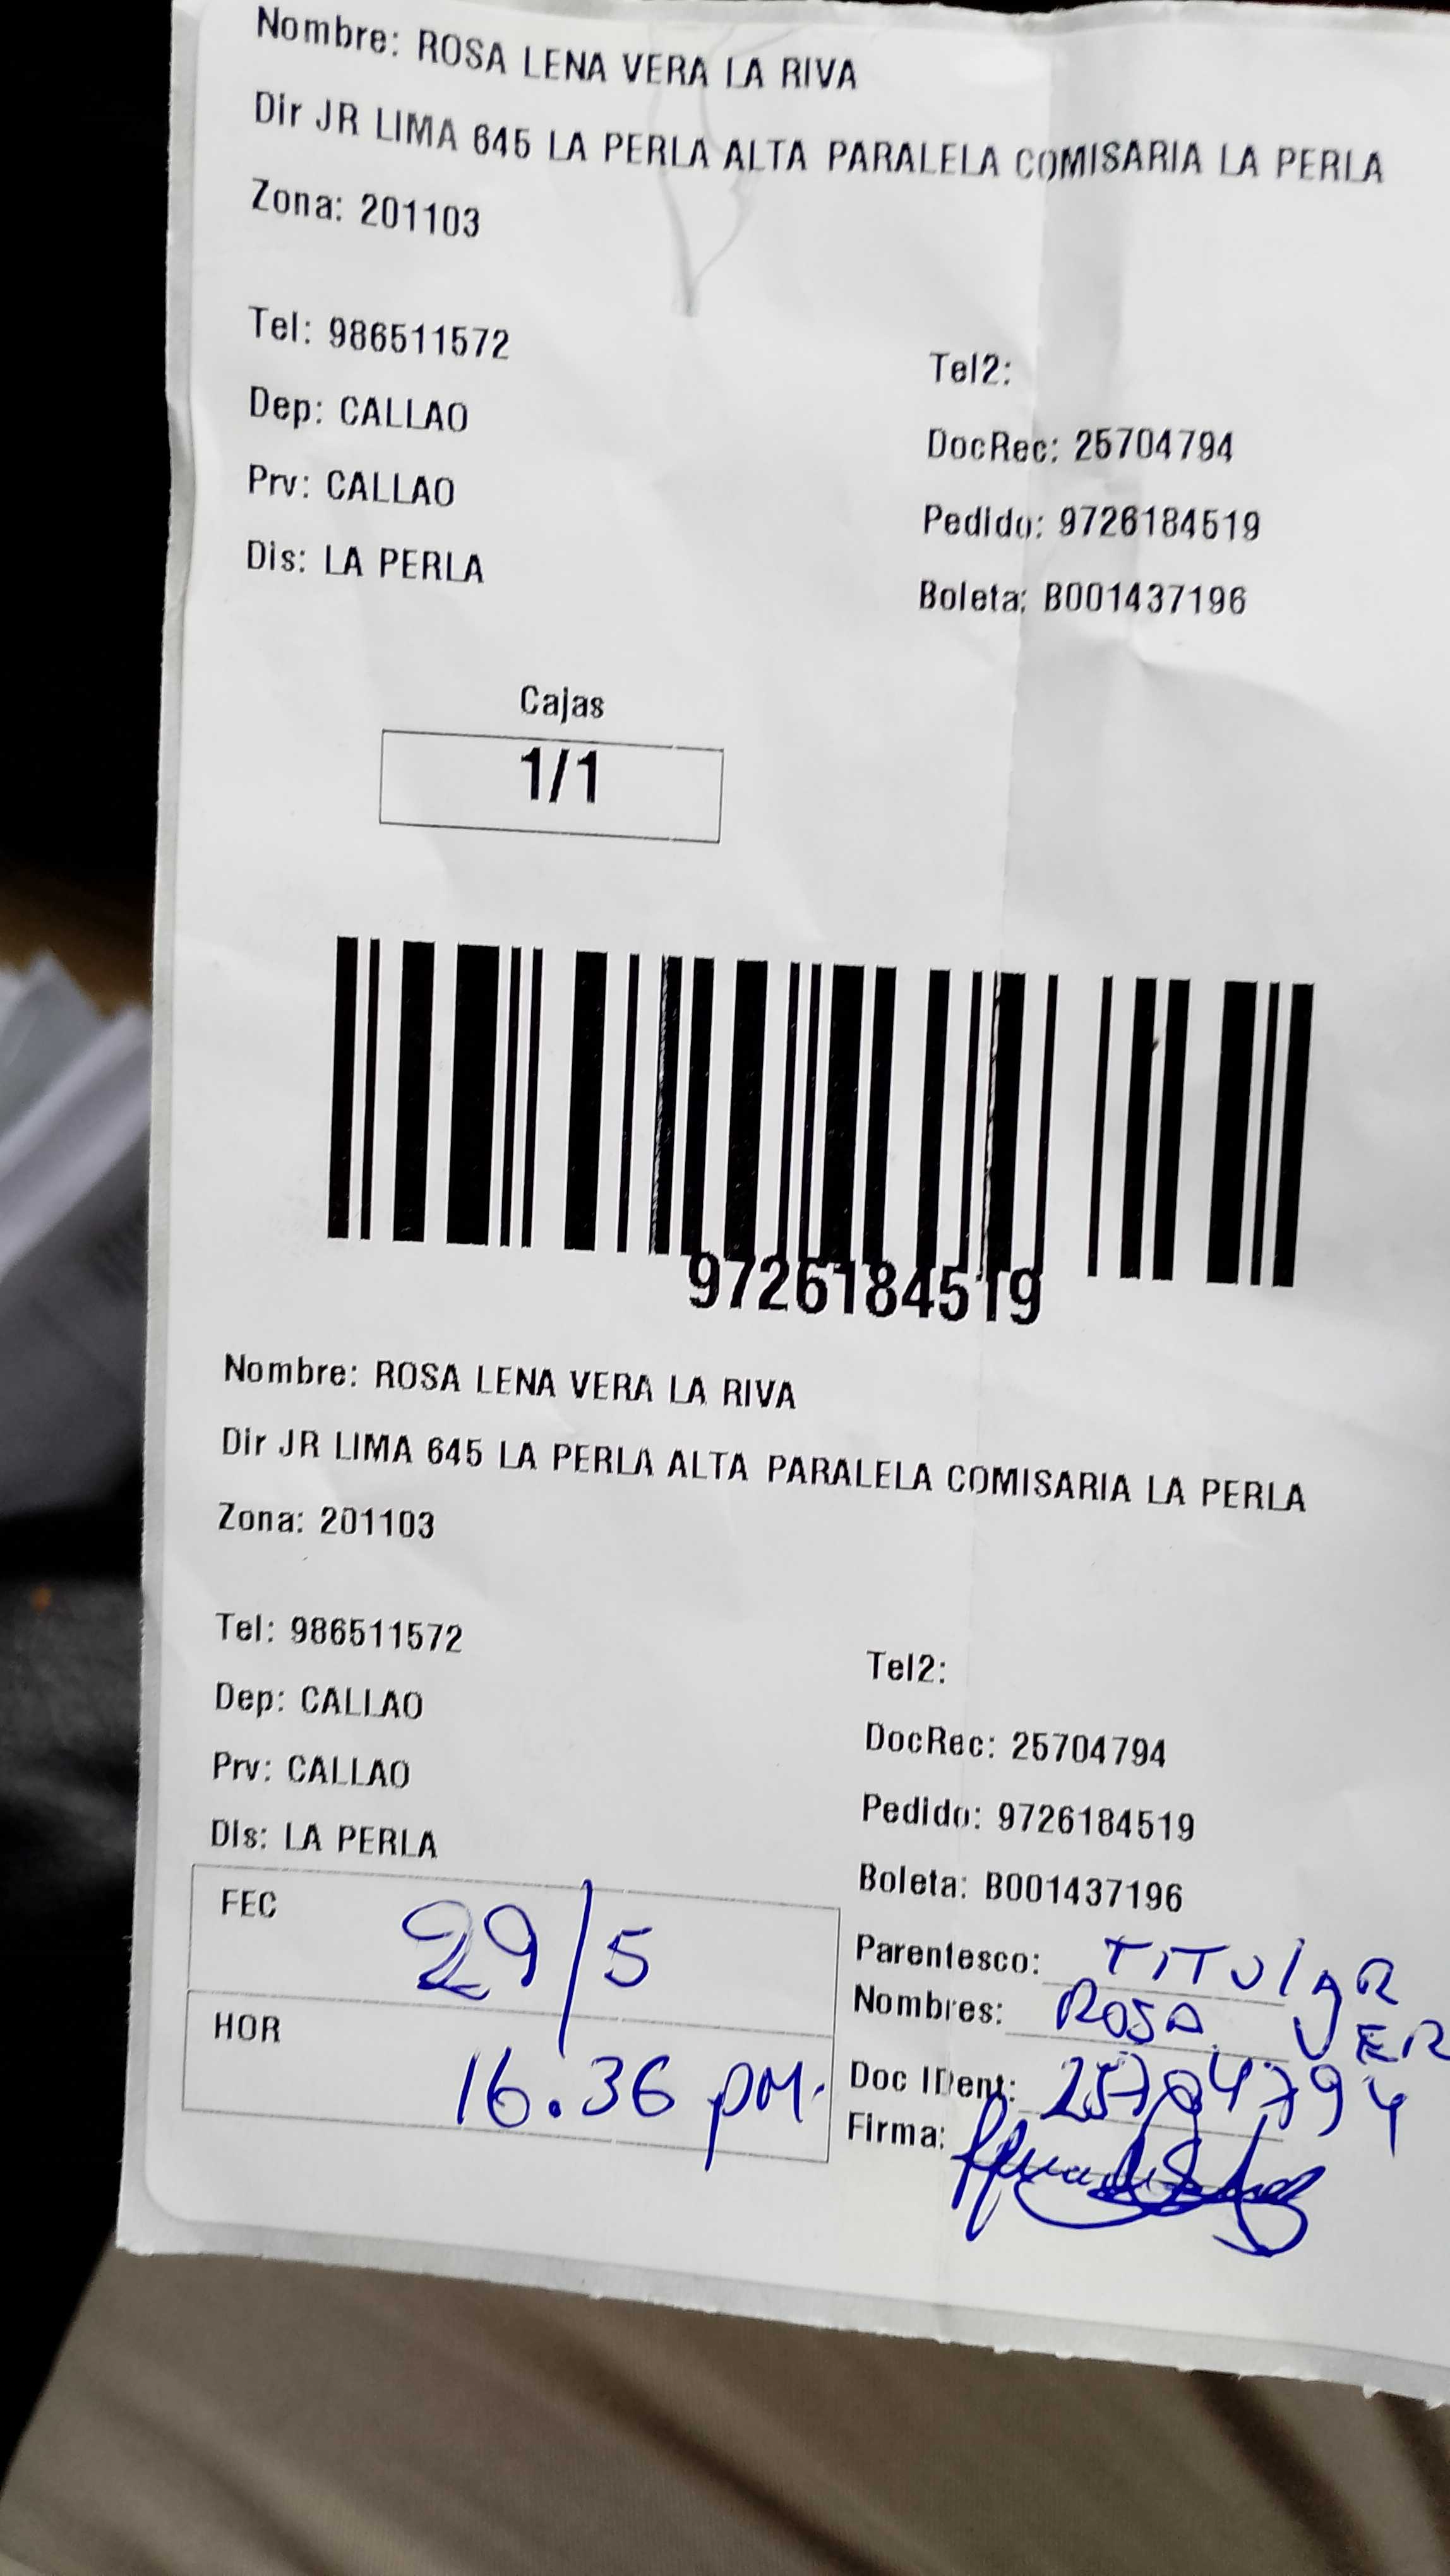 Nombre: ROSA LENA VERA LA RIVA
Dir JR LIMA 645 LA PERLA ALTA PARALELA COMISARIA LA PERLA
Zona: 201103
Tel: 986511572
Tel2:
Dep: CALLAO
DocRec: 25704794
Prv: CALLAO
Pedido: 9726184519
Dis: LA PERLA
Boleta: B001437196
Cajas
1/1
9726184519
Nombre: ROSA LENA VERA LA RIVA
Dir JR LIMA 645 LA PERLA ALTA PARALELA COMISARIA LA PERLA
Zona: 201103
Tel: 986511572
Tel2:
Dep: CALLAO
DocRec: 25704794
Prv: CALLAO
Pedido: 9726184519
Dis: LA PERLA
Boleta: B001437196
FEC 29/5
Parentesco: TITULAR
Nombres: ROSA VER
HOR 16.36 pM.
Doc IDent: 25704794
Firma: